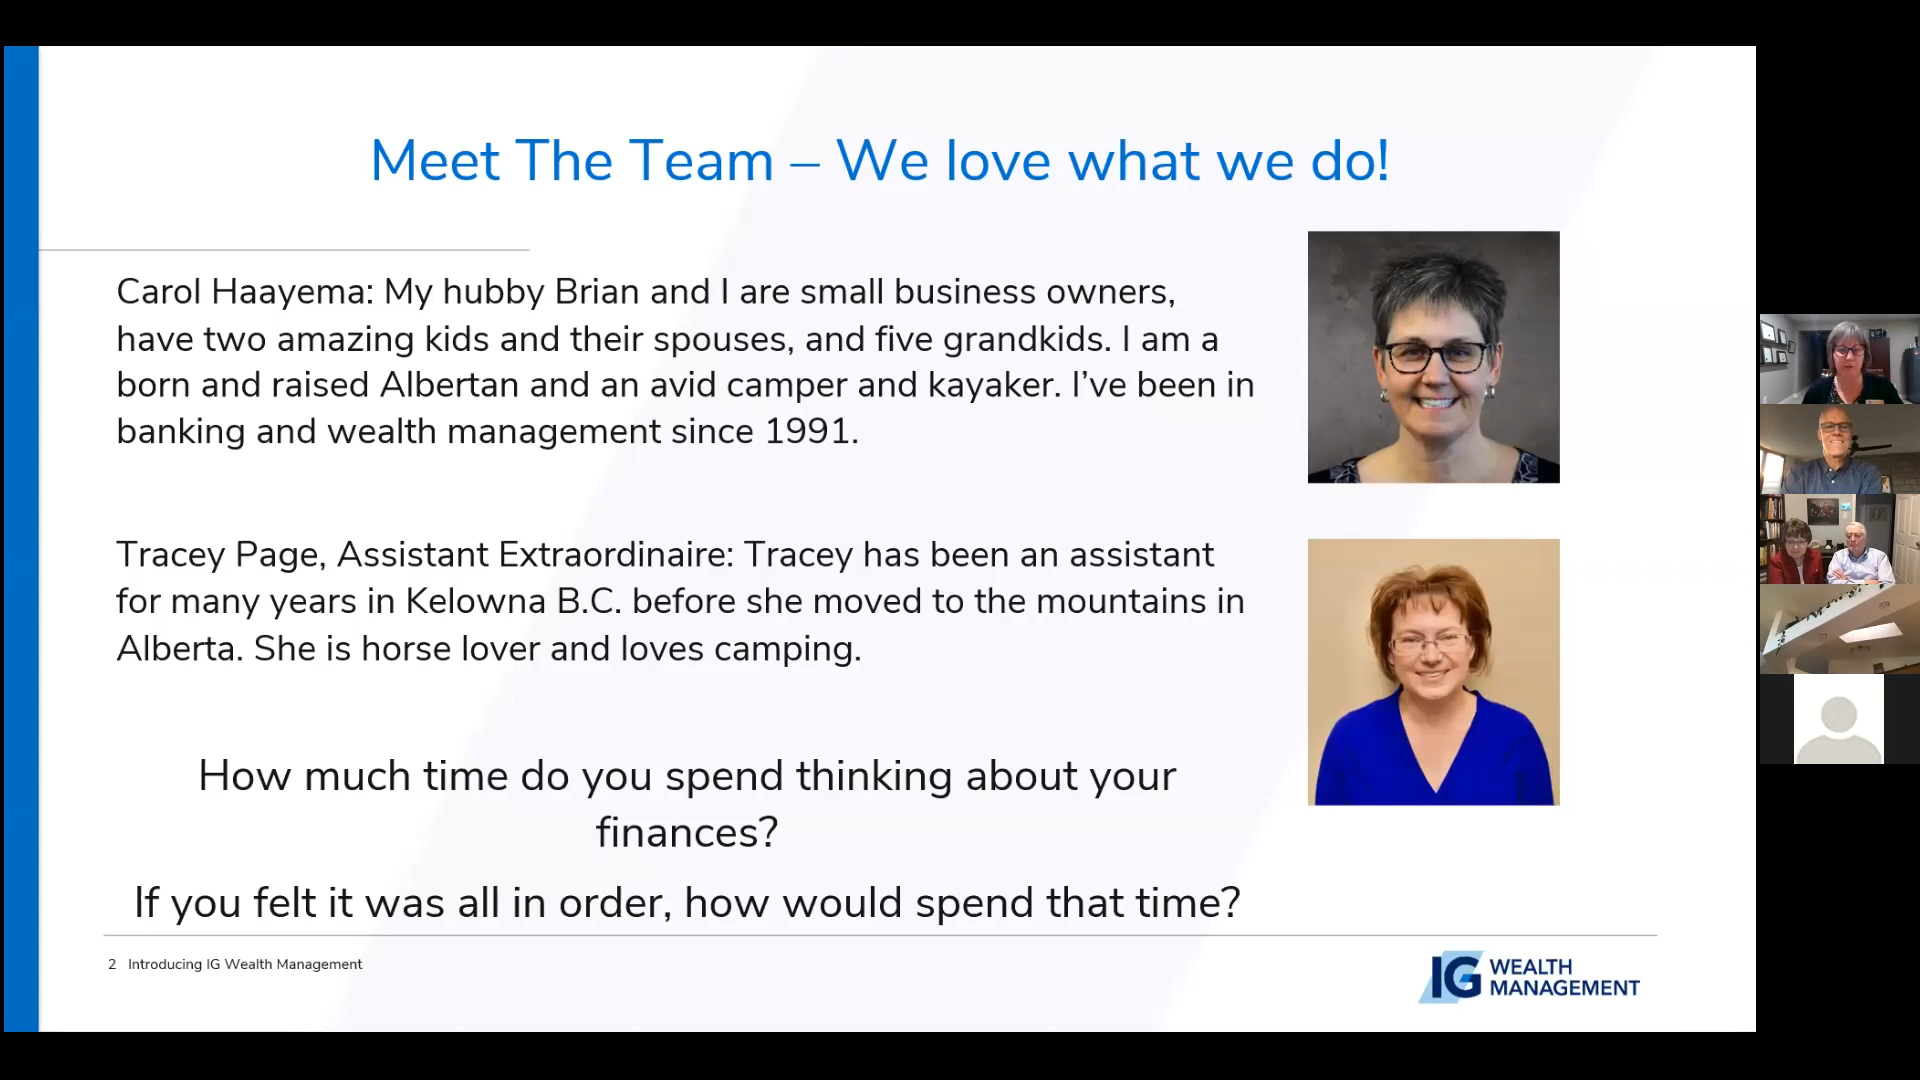 Meet The Team – We love what we do!
Carol Haayema: My hubby Brian and I are small business owners,
have two amazing kids and their spouses, and five grandkids. I am a
born and raised Albertan and an avid camper and kayaker. I’ve been in
banking and wealth management since 1991.
Tracey Page, Assistant Extraordinaire: Tracey has been an assistant
for many years in Kelowna B.C. before she moved to the mountains in
Alberta. She is horse lover and loves camping.
How much time do you spend thinking about your
finances?
If you felt it was all in order, how would spend that time?
2 Introducing IG Wealth Management
IG WEALTH
MANAGEMENT